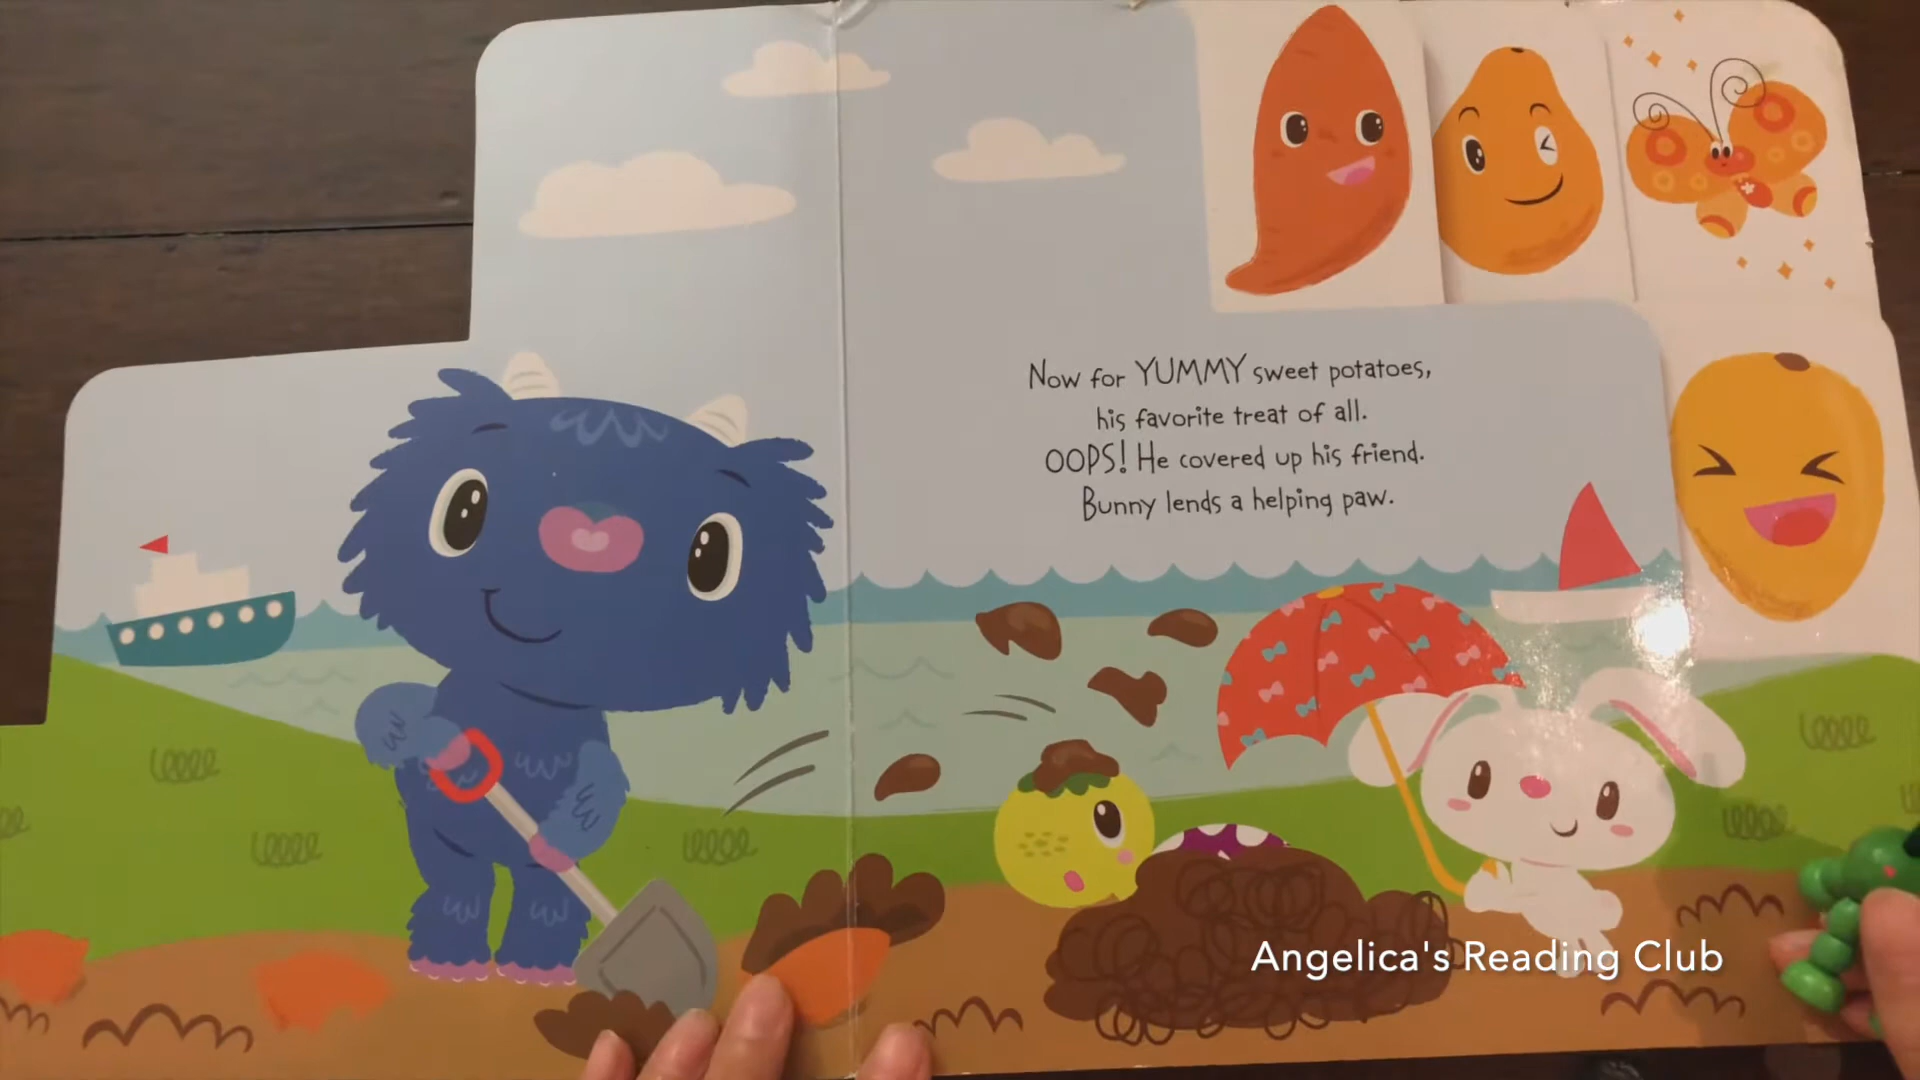 Now for YUMMY sweet potatoes,
his favorite treat of all.
OOPS! He covered up his friend.
Bunny lends a helping paw.
Angelica's Reading Club